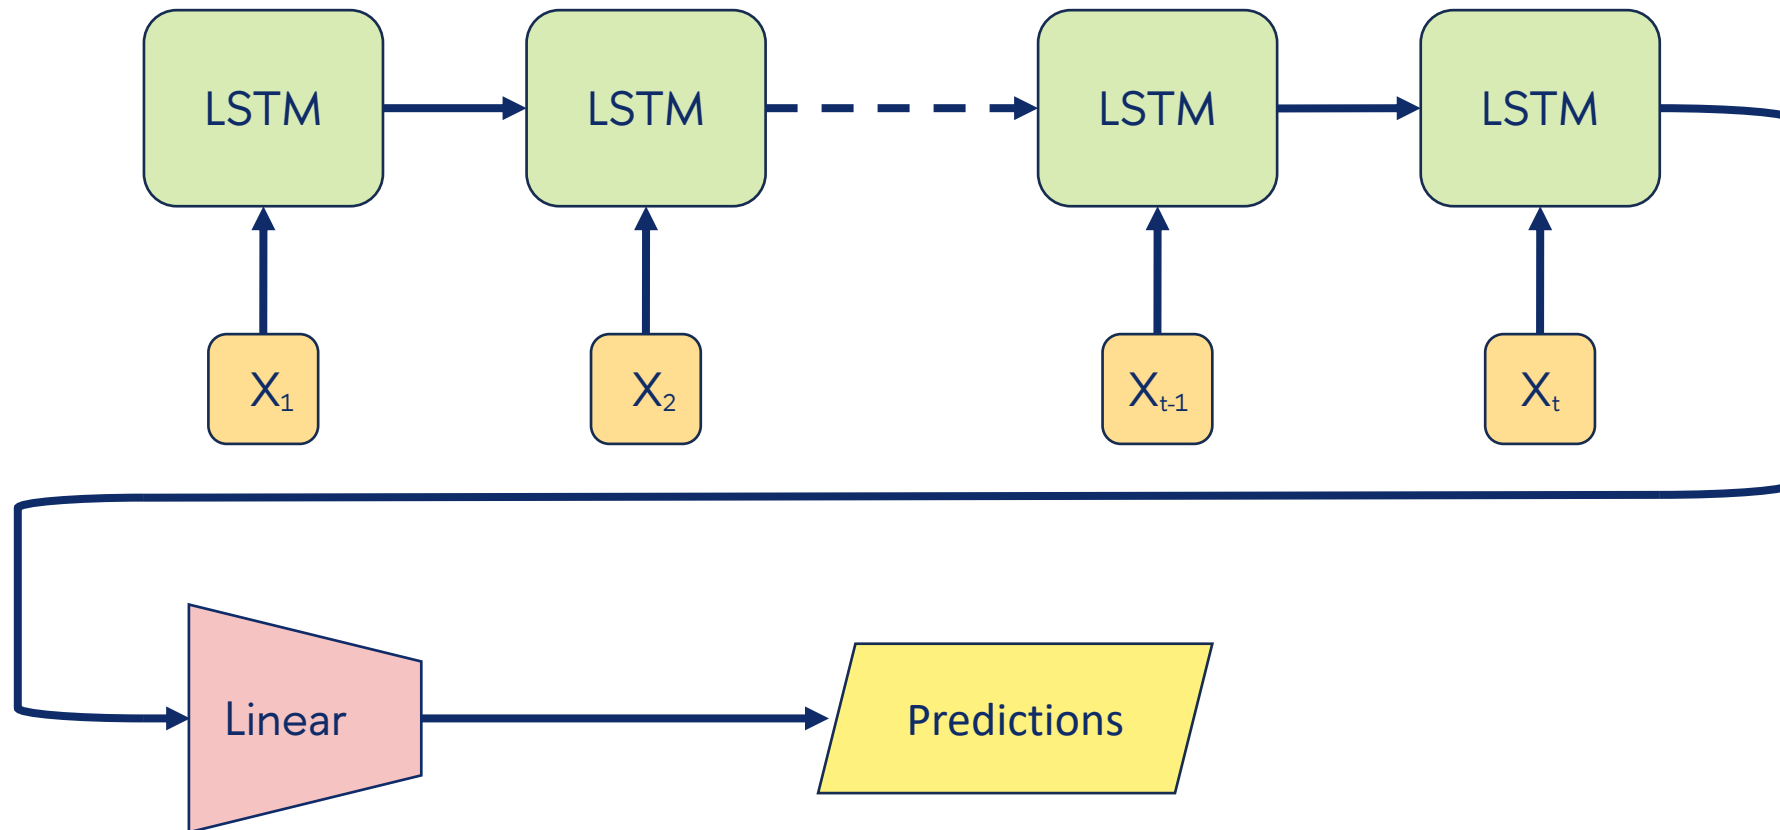 LSTM
LSTM
LSTM
LSTM
X₁
X₂
Xₜ₋₁
Xₜ
Linear
Predictions